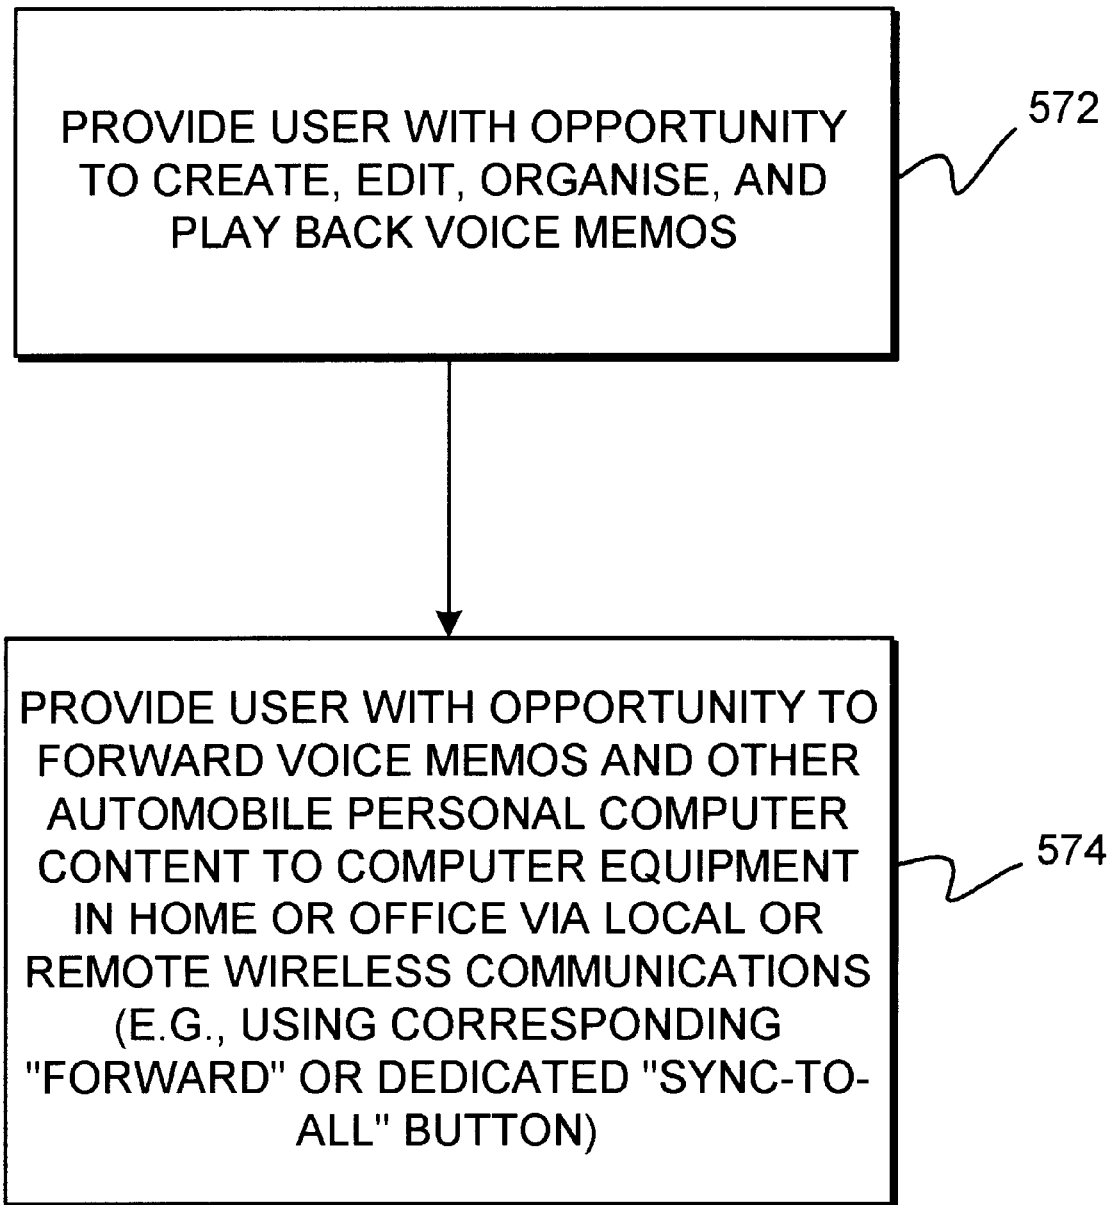 PROVIDE USER WITH OPPORTUNITY
TO CREATE, EDIT, ORGANISE, AND
PLAY BACK VOICE MEMOS
572
PROVIDE USER WITH OPPORTUNITY TO
FORWARD VOICE MEMOS AND OTHER
AUTOMOBILE PERSONAL COMPUTER
CONTENT TO COMPUTER EQUIPMENT
IN HOME OR OFFICE VIA LOCAL OR
REMOTE WIRELESS COMMUNICATIONS
(E.G., USING CORRESPONDING
"FORWARD" OR DEDICATED "SYNC-TO-
ALL" BUTTON)
574